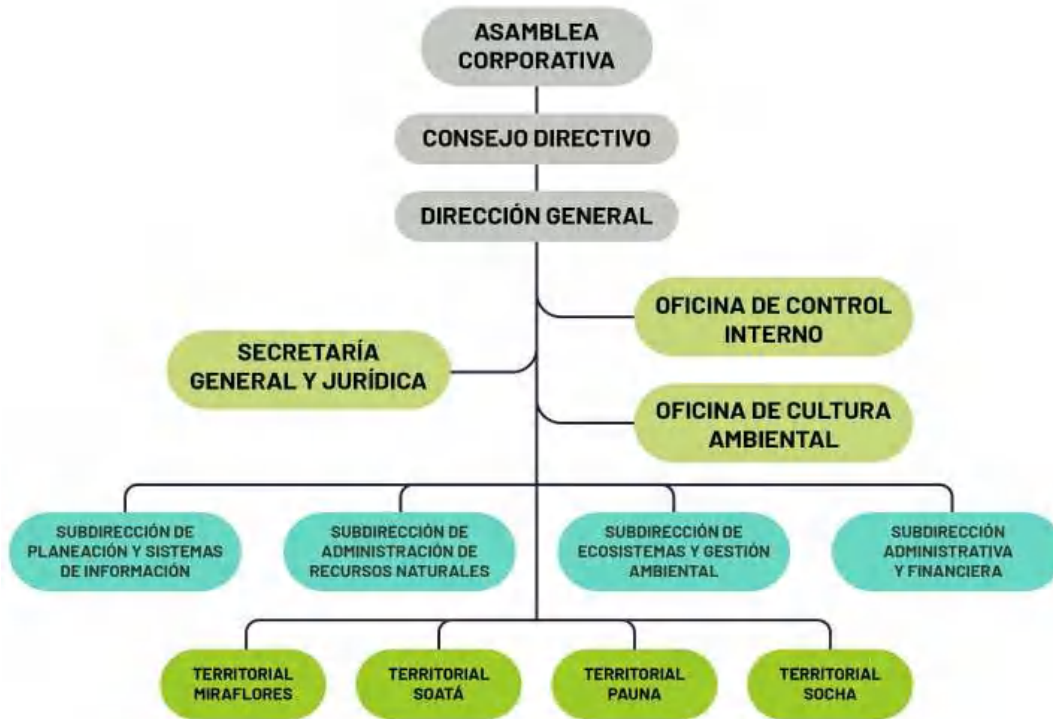 ASAMBLEA
CORPORATIVA
CONSEJO DIRECTIVO
DIRECCIÓN GENERAL
OFICINA DE CONTROL
INTERNO
SECRETARÍA
GENERAL Y JURÍDICA
OFICINA DE CULTURA
AMBIENTAL
SUBDIRECCIÓN DE
PLANEACIÓN Y SISTEMAS
DE INFORMACIÓN
SUBDIRECCIÓN DE
ADMINISTRACIÓN DE
RECURSOS NATURALES
SUBDIRECCIÓN DE
ECOSISTEMAS Y GESTIÓN
AMBIENTAL
SUBDIRECCIÓN
ADMINISTRATIVA
Y FINANCIERA
TERRITORIAL
MIRAFLORES
TERRITORIAL
SOATÁ
TERRITORIAL
PAUNA
TERRITORIAL
SOCHA